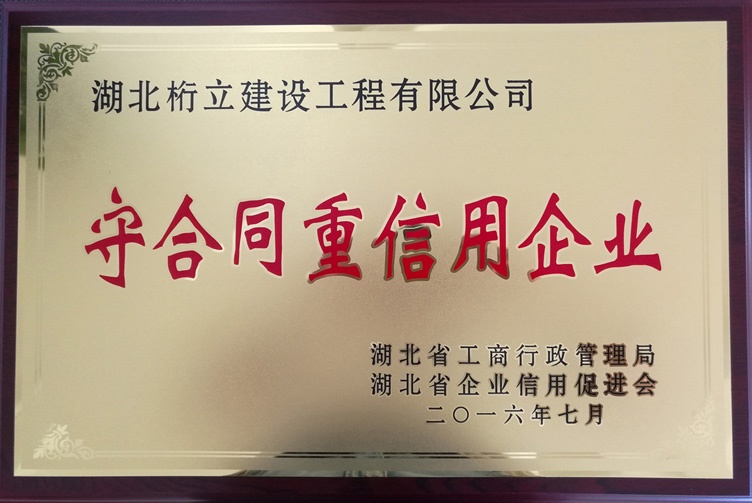 湖北桁立建设工程有限公司
守合同重信用企业
湖北省工商行政管理局
湖北省企业信用促进会
二〇一六年七月